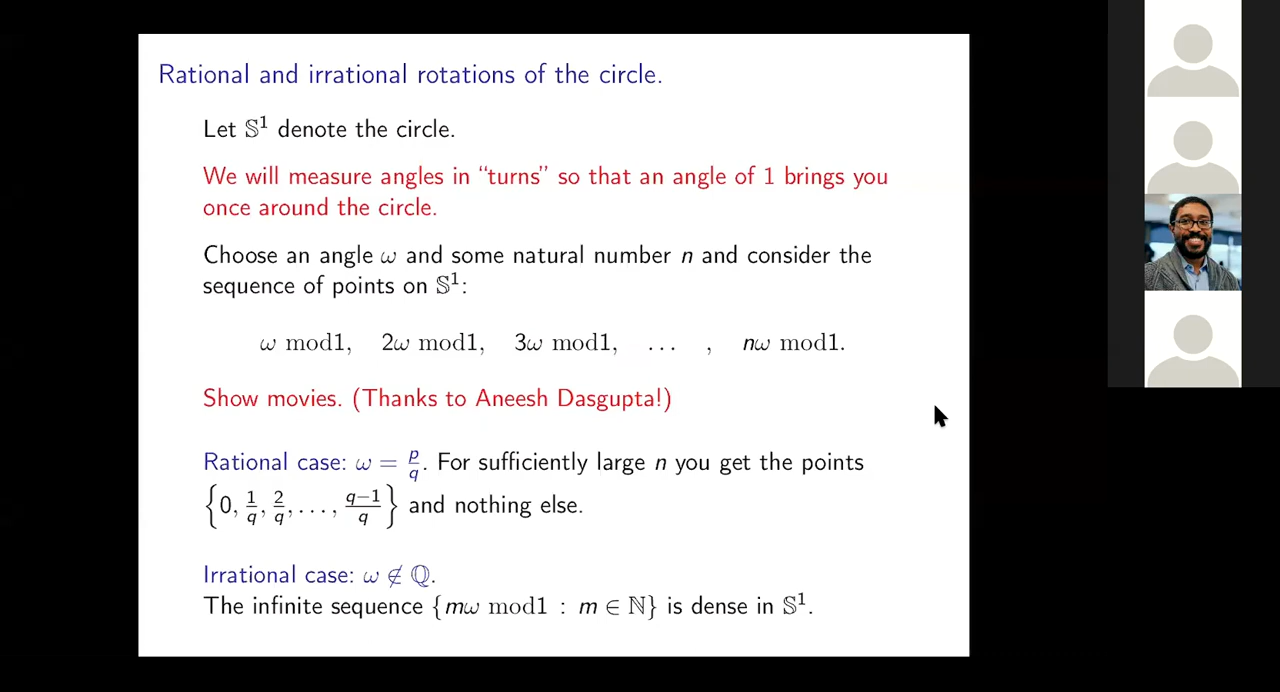 Rational and irrational rotations of the circle.
Let 𝕊¹ denote the circle.
We will measure angles in “turns” so that an angle of 1 brings you
once around the circle.
Choose an angle ω and some natural number n and consider the
sequence of points on 𝕊¹:
ω mod1, 2ω mod1, 3ω mod1, ... , nω mod1.
Show movies. (Thanks to Aneesh Dasgupta!)
Rational case: ω = p/q. For sufficiently large n you get the points
{0, 1/q, 2/q, ..., q−1/q} and nothing else.
Irrational case: ω ∉ ℚ.
The infinite sequence {mω mod1 : m ∈ ℕ} is dense in 𝕊¹.